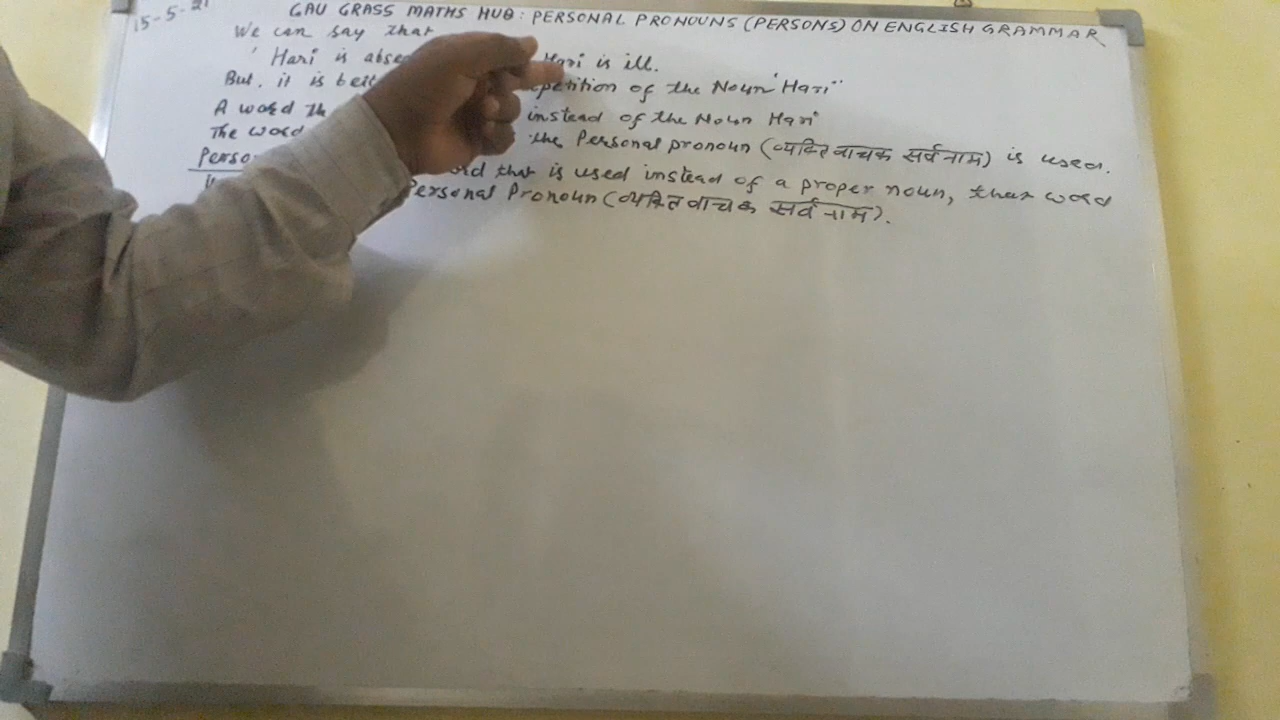 15-5-21 GAU GRASS MATHS HUB: PERSONAL PRONOUNS (PERSONS) ON ENGLISH GRAMMAR
We can say that
'Hari is abse Hari is ill.
But, it is bett epetition of the Noun 'Hari'
A word th instead of the Noun Hari'
The word the Personal pronoun (व्यक्ति वाचक सर्वनाम) is used.
Perso
ord that is used instead of a proper noun, that word
Personal Pronoun (व्यक्ति वाचक सर्वनाम).